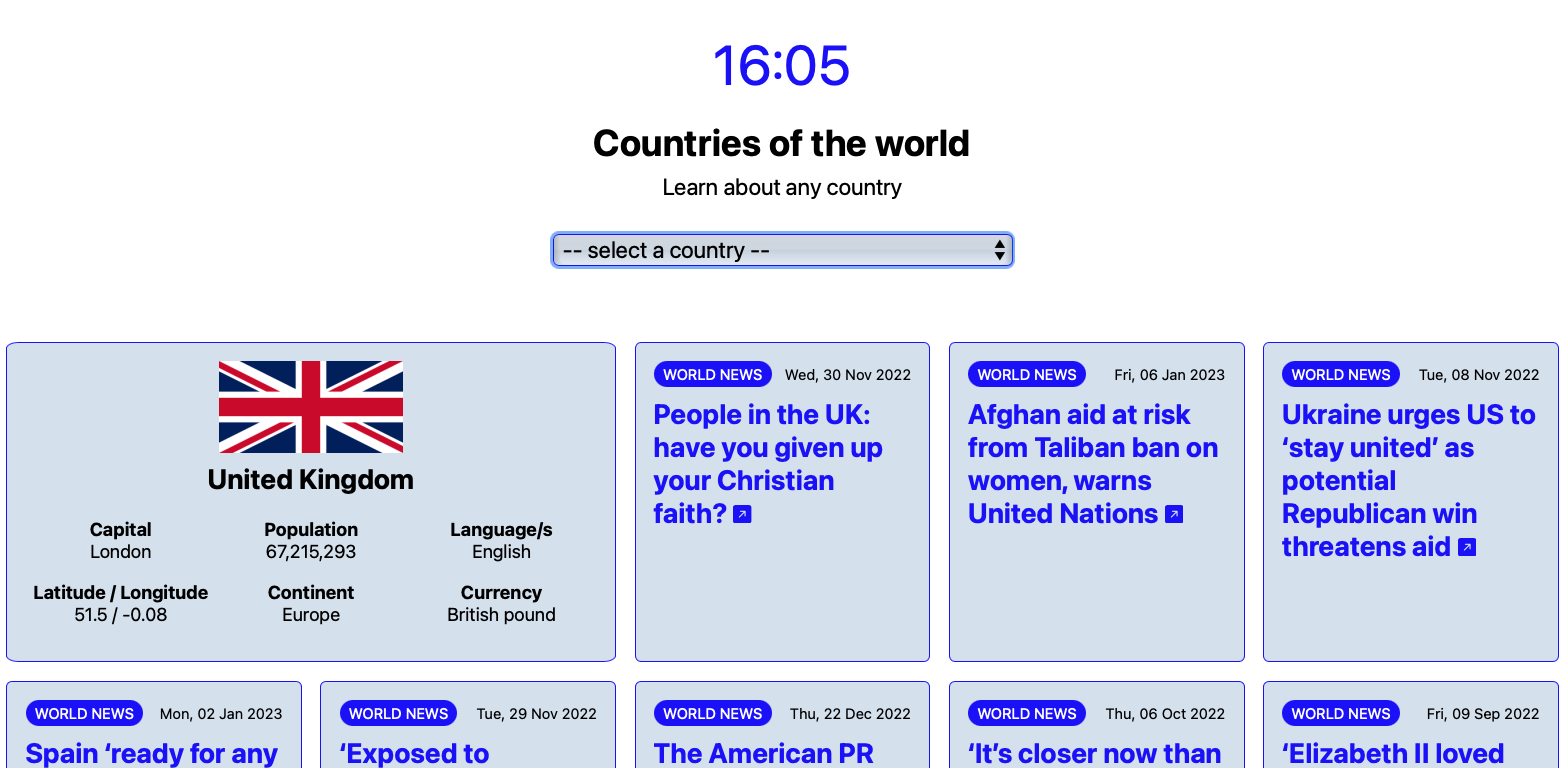 16:05
Countries of the world
Learn about any country
-- select a country --
United Kingdom
Capital
London
Population
67,215,293
Language/s
English
Latitude / Longitude
51.5 / -0.08
Continent
Europe
Currency
British pound
WORLD NEWS Wed, 30 Nov 2022
People in the UK:
have you given up
your Christian
faith?
WORLD NEWS Fri, 06 Jan 2023
Afghan aid at risk
from Taliban ban on
women, warns
United Nations
WORLD NEWS Tue, 08 Nov 2022
Ukraine urges US to
‘stay united’ as
potential
Republican win
threatens aid
WORLD NEWS Mon, 02 Jan 2023
Spain ‘ready for any
WORLD NEWS Tue, 29 Nov 2022
‘Exposed to
WORLD NEWS Thu, 22 Dec 2022
The American PR
WORLD NEWS Thu, 06 Oct 2022
‘It’s closer now than
WORLD NEWS Fri, 09 Sep 2022
‘Elizabeth II loved